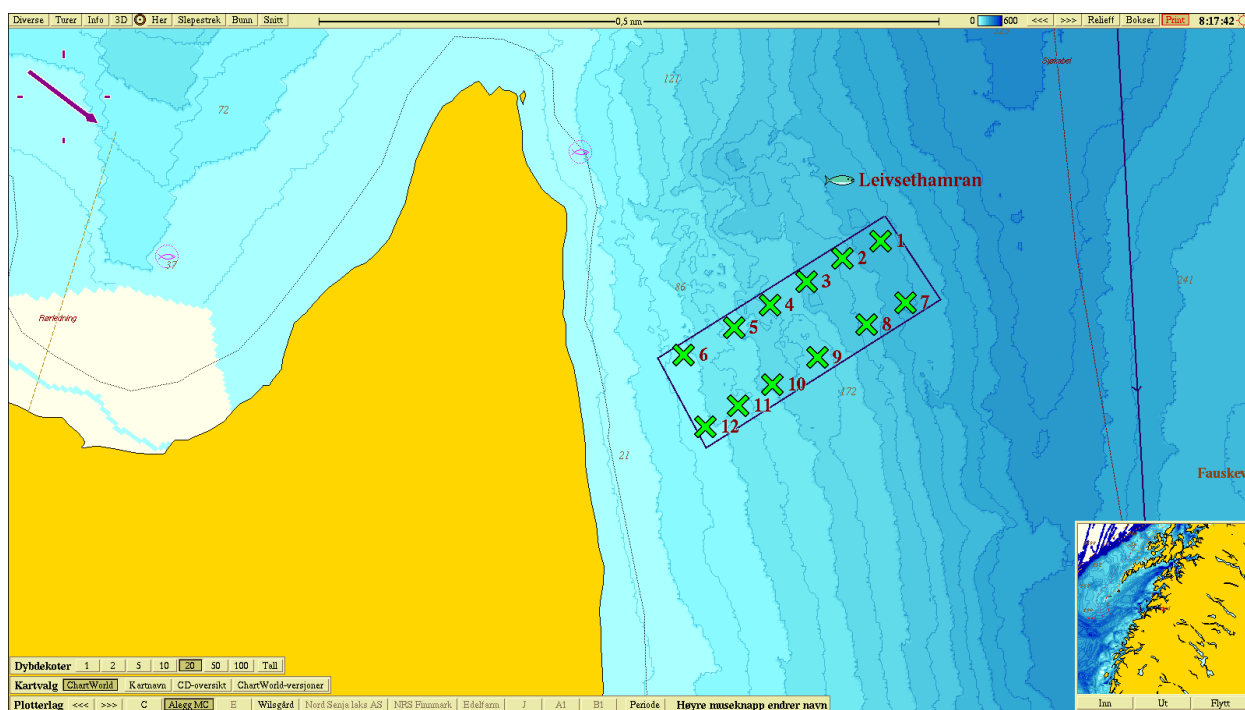 Diverse Turer Info 3D Her Slepestrek Bunn Snitt 0,5 nm 0 600 <<< >>> Relieff Bokser Print 8:17:42
Sjøkabel
121
72
Leivsethamran
1
2
37
3
241
86
7
4
Rørledning
5
8
6
9
10
172
11
12
21
Fauskev
Dybdekoter 1 2 5 10 20 50 100 Tall
Kartvalg ChartWorld Kartnavn CD-oversikt ChartWorld-versjoner
Plotterlag <<< >>> C Alegg MC E Wilsgård Nord Senja laks AS NRS Finnmark Edelfarm J A1 B1 Periode Høyre museknapp endrer navn
Inn Ut Flytt